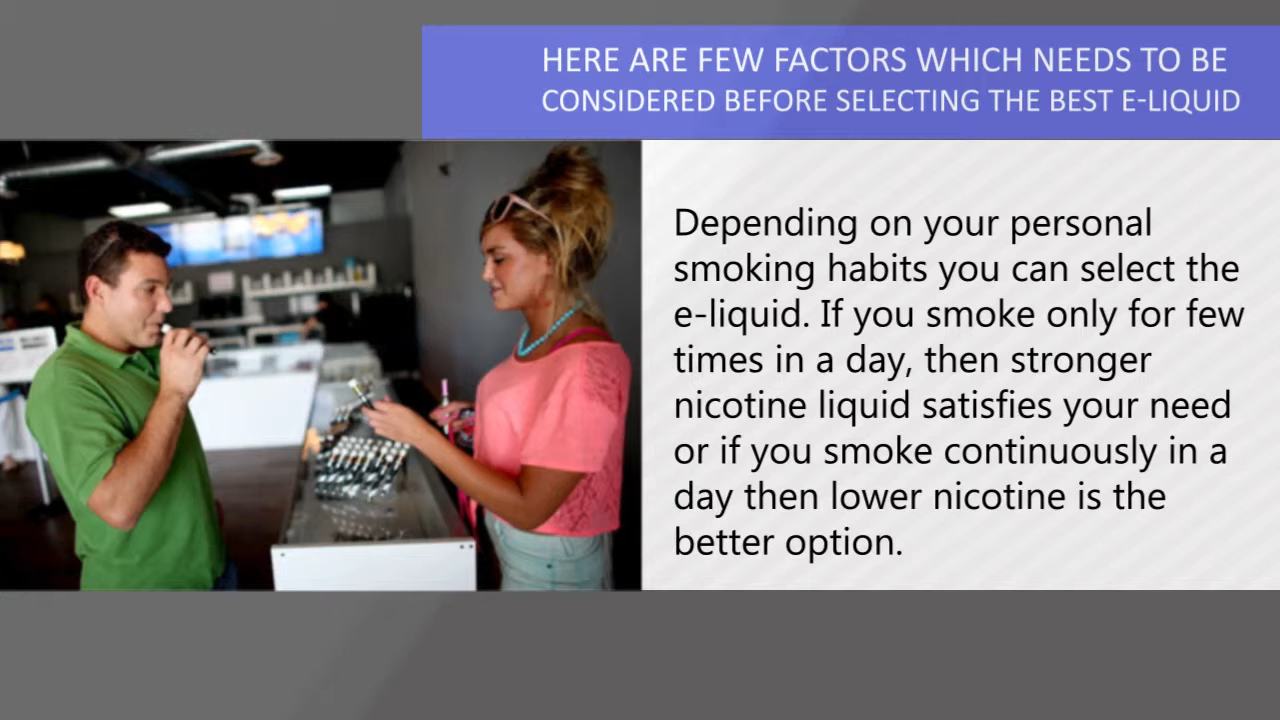 HERE ARE FEW FACTORS WHICH NEEDS TO BE
CONSIDERED BEFORE SELECTING THE BEST E-LIQUID
Depending on your personal
smoking habits you can select the
e-liquid. If you smoke only for few
times in a day, then stronger
nicotine liquid satisfies your need
or if you smoke continuously in a
day then lower nicotine is the
better option.